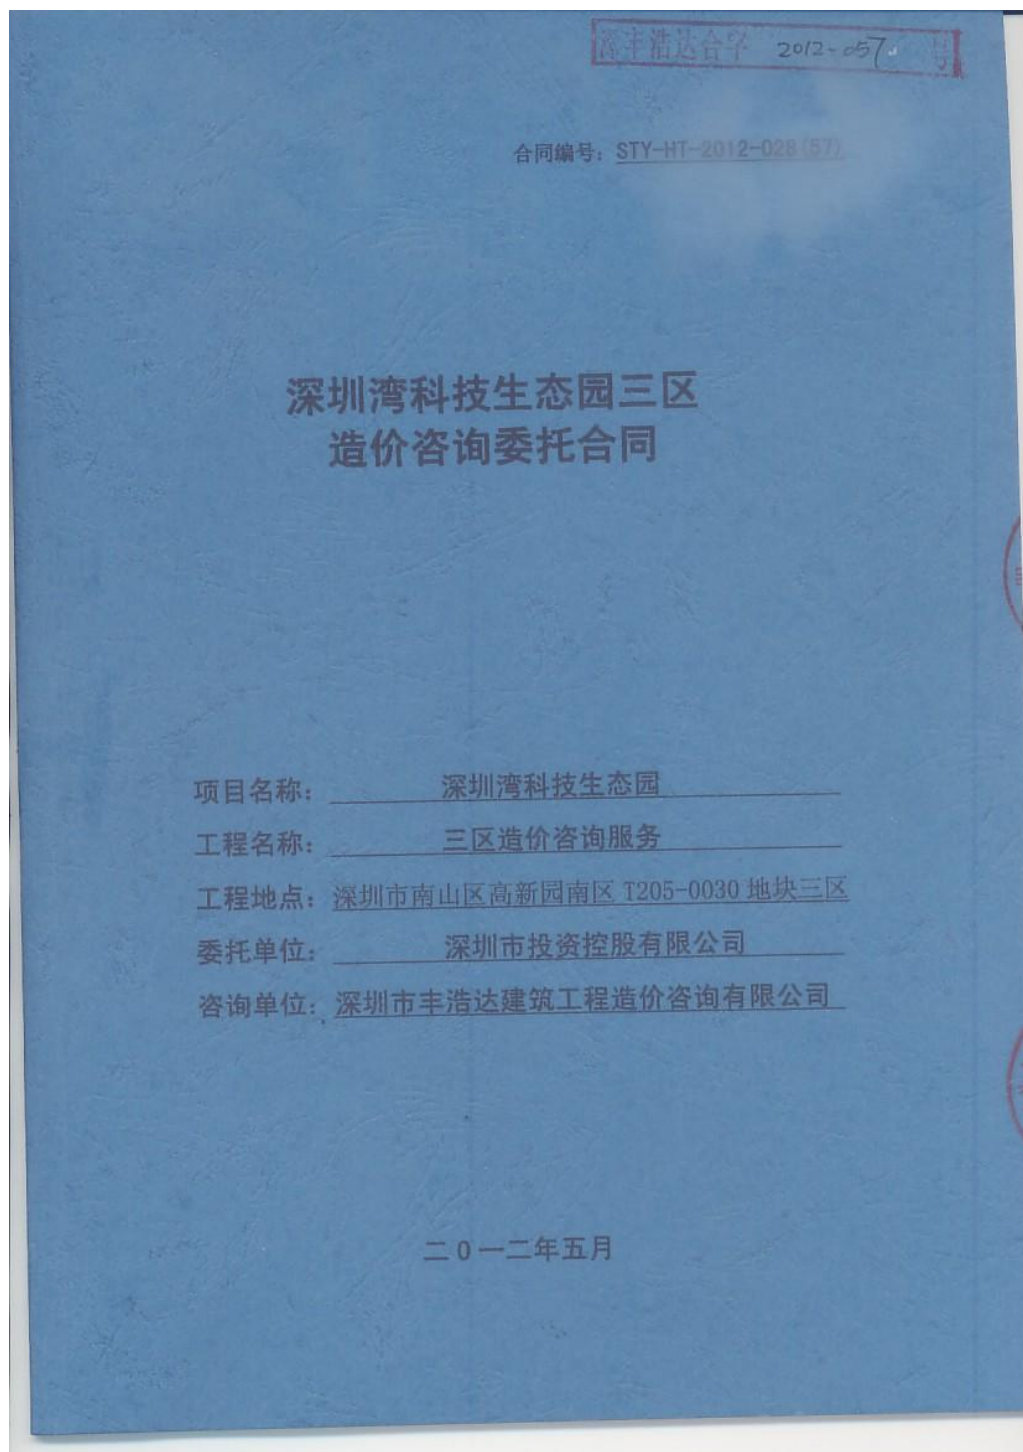 深丰浩达合字 2012-057 号
合同编号：STY-HT-2012-028(57)
深圳湾科技生态园三区
造价咨询委托合同
项目名称： 深圳湾科技生态园
工程名称： 三区造价咨询服务
工程地点：深圳市南山区高新园南区 T205-0030 地块三区
委托单位： 深圳市投资控股有限公司
咨询单位：深圳市丰浩达建筑工程造价咨询有限公司
二0一二年五月